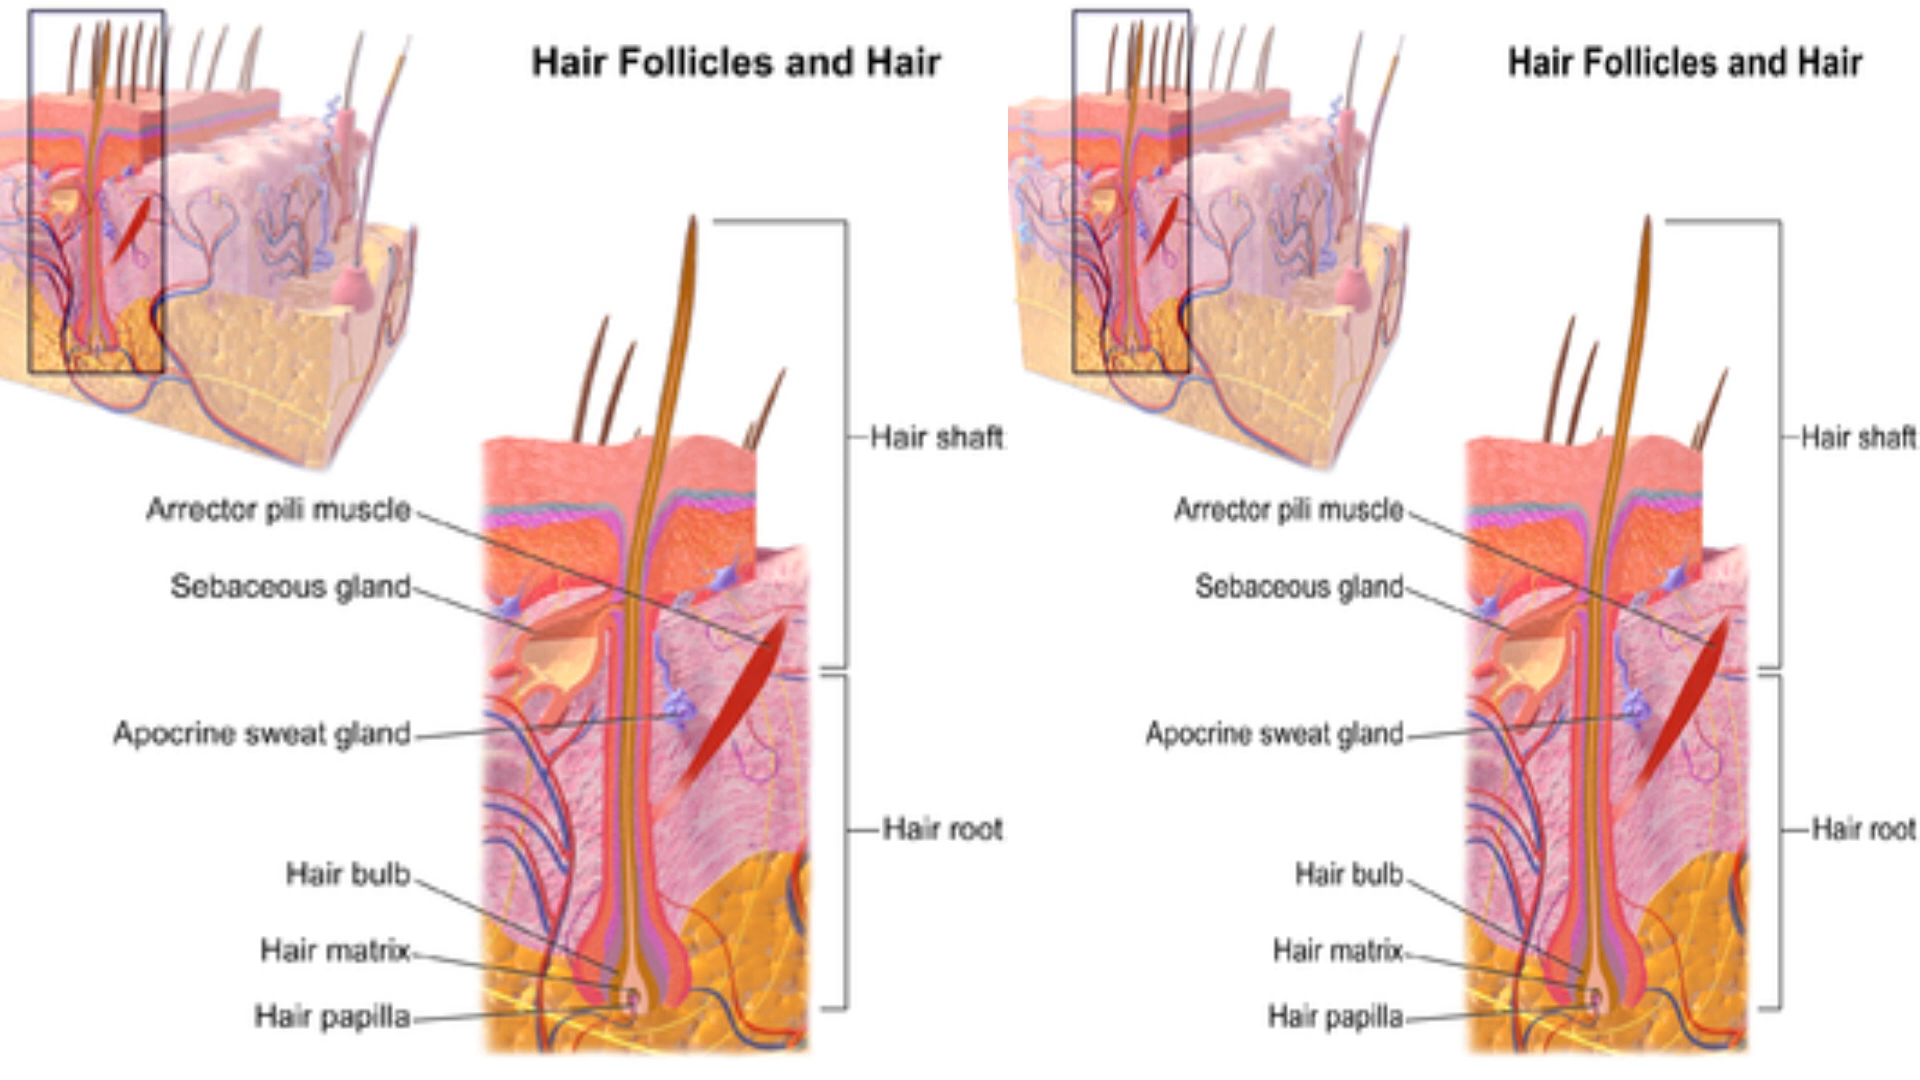 Hair Follicles and Hair
Hair shaft
Arrector pili muscle
Sebaceous gland
Apocrine sweat gland
Hair root
Hair bulb
Hair matrix
Hair papilla
Hair Follicles and Hair
Hair shaft
Arrector pili muscle
Sebaceous gland
Apocrine sweat gland
Hair root
Hair bulb
Hair matrix
Hair papilla